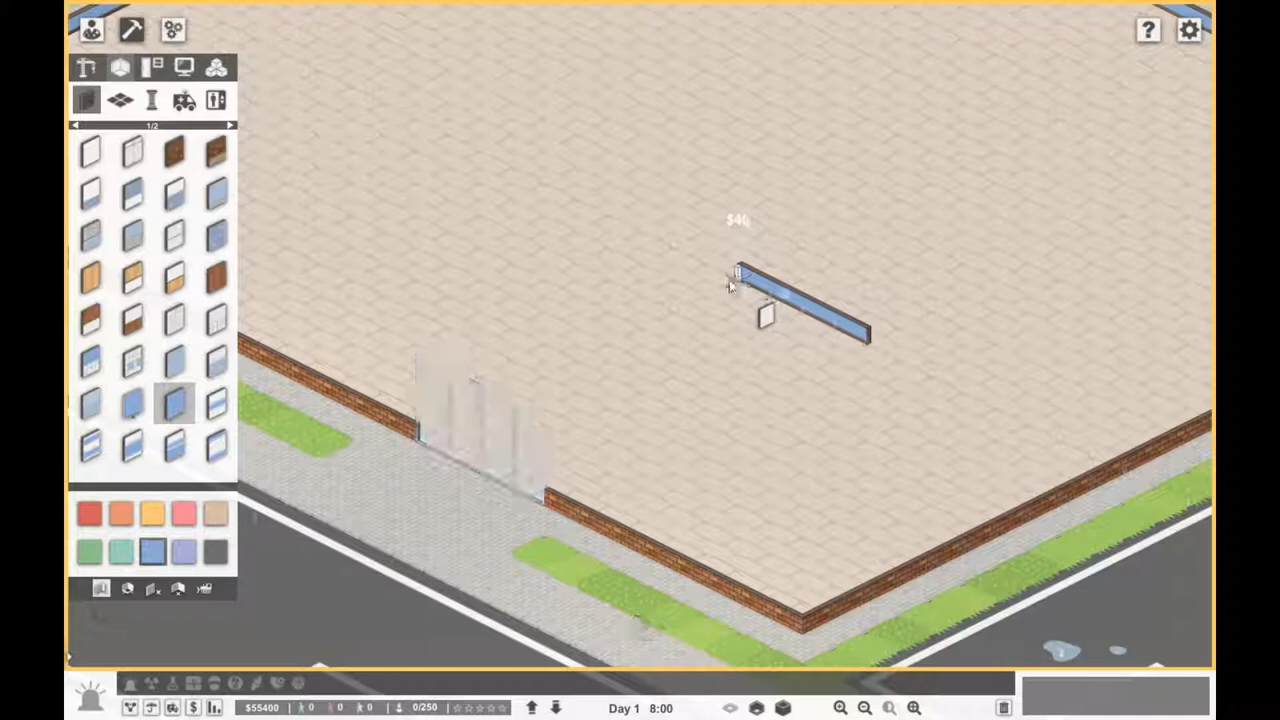 ?
1/2
$40
$
$55400 | 0 | 0 | 0 | 0/250
Day 1 8:00